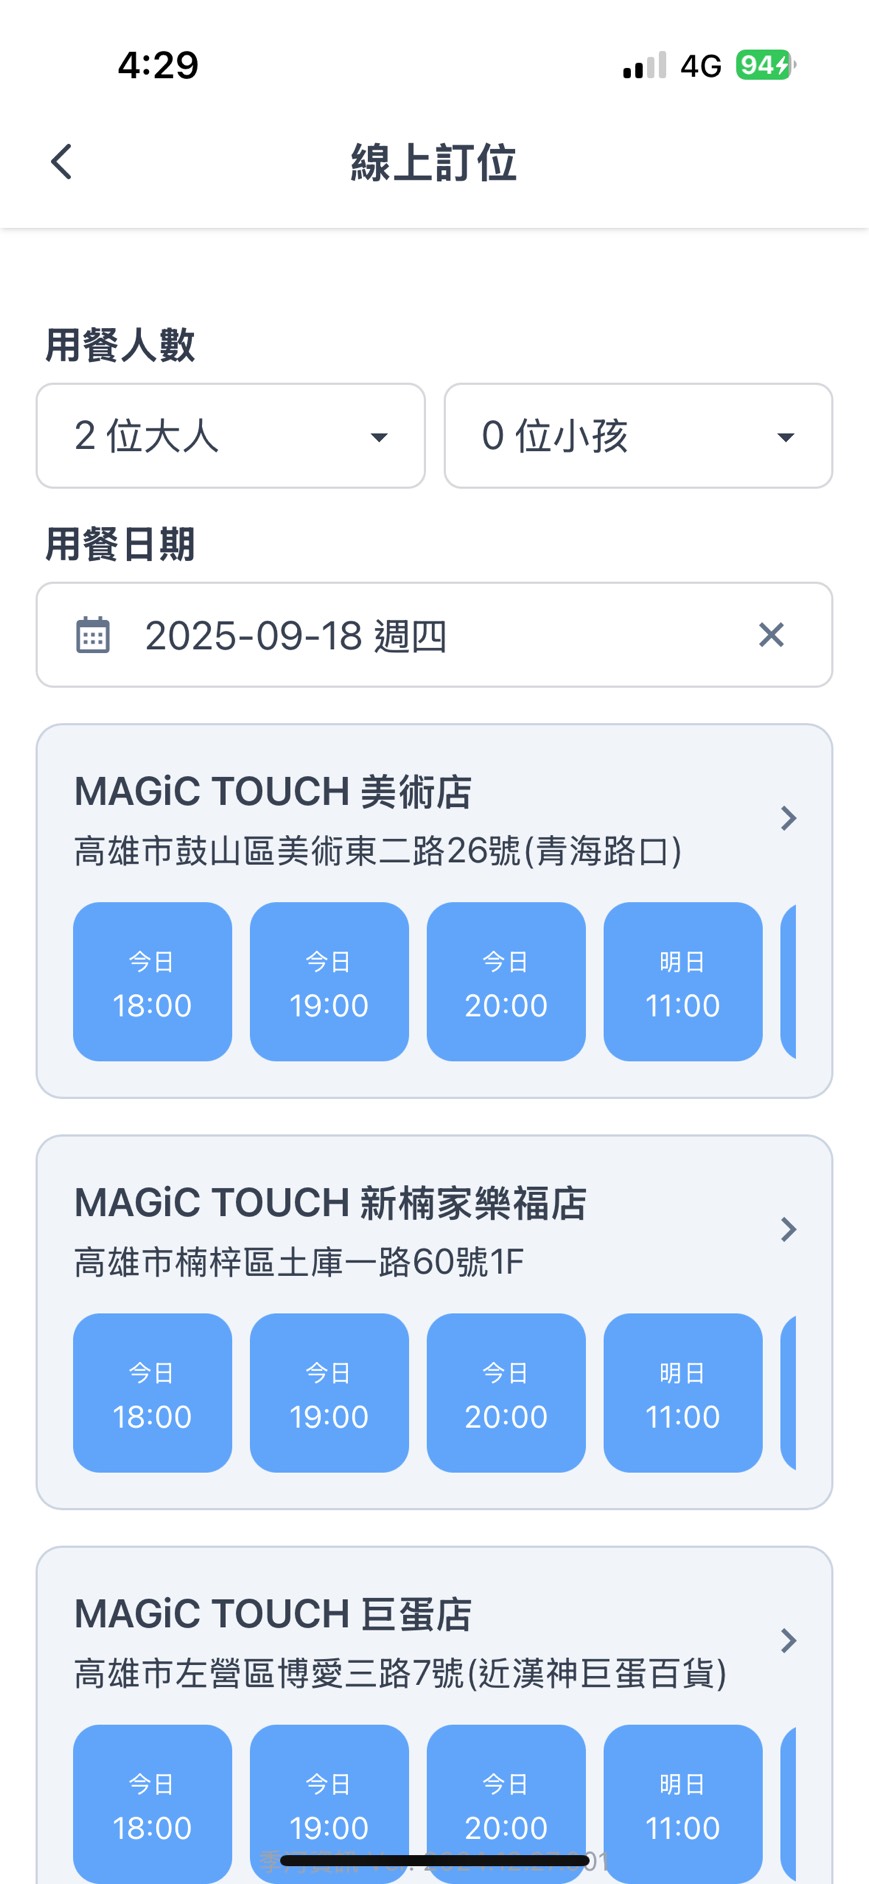 4:29
4G
94
線上訂位
用餐人數
2 位大人
0 位小孩
用餐日期
2025-09-18 週四
MAGiC TOUCH 美術店
高雄市鼓山區美術東二路26號(青海路口)
今日
18:00
今日
19:00
今日
20:00
明日
11:00
MAGiC TOUCH 新楠家樂福店
高雄市楠梓區土庫一路60號1F
今日
18:00
今日
19:00
今日
20:00
明日
11:00
MAGiC TOUCH 巨蛋店
高雄市左營區博愛三路7號(近漢神巨蛋百貨)
今日
18:00
今日
19:00
今日
20:00
明日
11:00